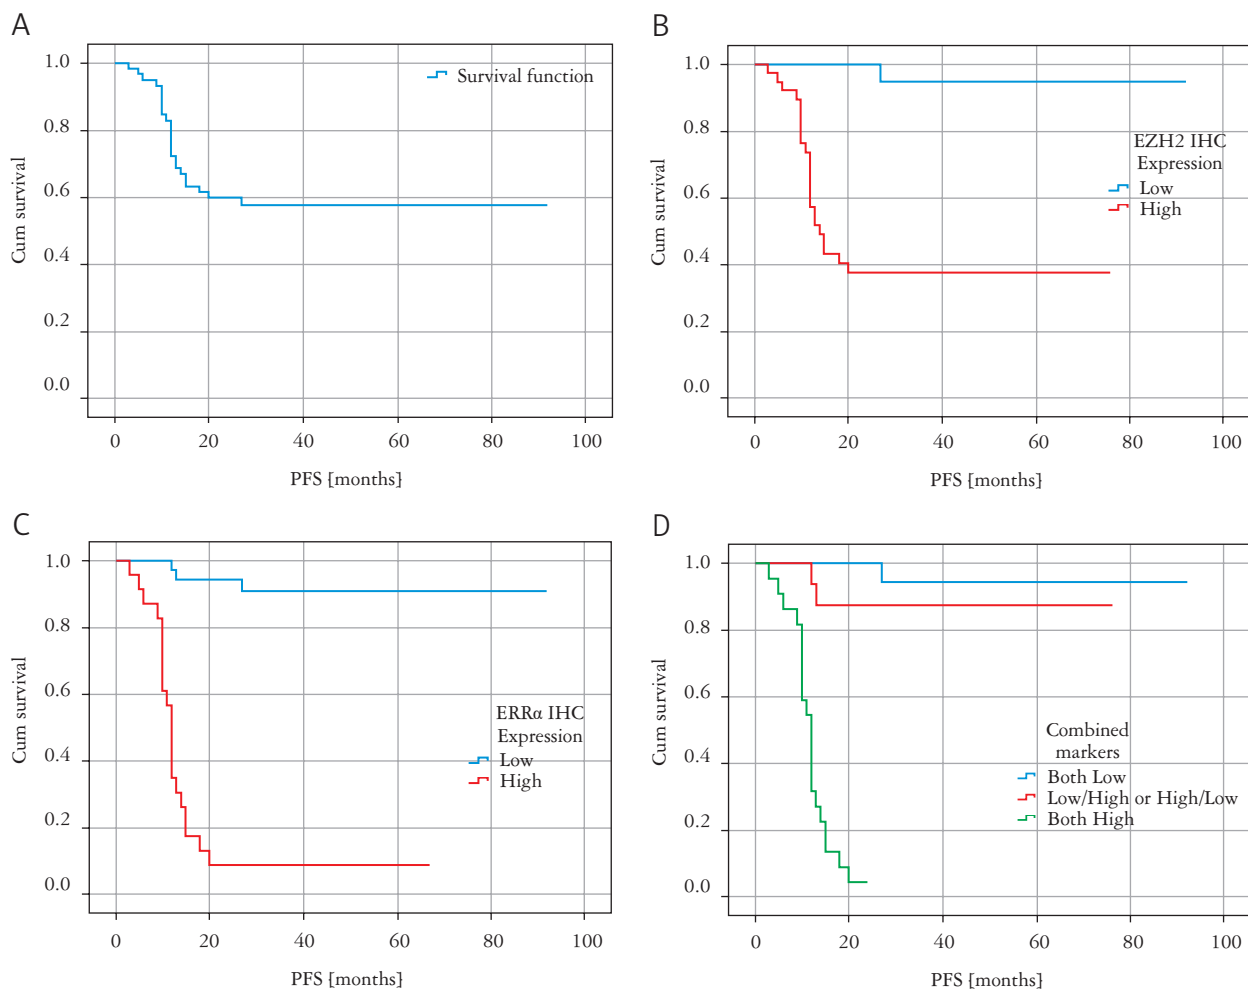 A
Survival function
1.0
0.8
0.6
0.4
0.2
0.0
Cum survival
0 20 40 60 80 100
PFS [months]
B
EZH2 IHC
Expression
Low
High
1.0
0.8
0.6
0.4
0.2
0.0
Cum survival
0 20 40 60 80 100
PFS [months]
C
ERRα IHC
Expression
Low
High
1.0
0.8
0.6
0.4
0.2
0.0
Cum survival
0 20 40 60 80 100
PFS [months]
D
Combined
markers
Both Low
Low/High or High/Low
Both High
1.0
0.8
0.6
0.4
0.2
0.0
Cum survival
0 20 40 60 80 100
PFS [months]